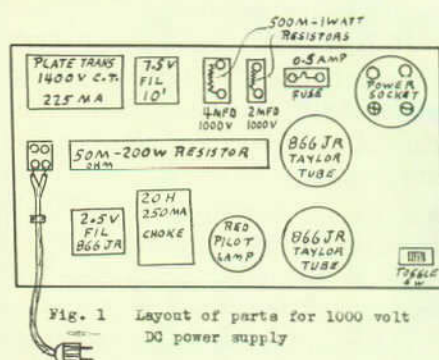 500M-1WATT
RESISTORS
PLATE TRANS
1400V C.T.
225 MA
7.5V
FIL
10'
4MFD
1000V
2MFD
1000V
0-5 AMP
FUSE
POWER
SOCKET
50M-200W RESISTOR
OHM
866 JR
TAYLOR
TUBE
2.5V
FIL
866 JR
20 H
250MA
CHOKE
RED
PILOT
LAMP
866 JR
TAYLOR
TUBE
TOGGLE
SW
Fig. 1 Layout of parts for 1000 volt
DC power supply